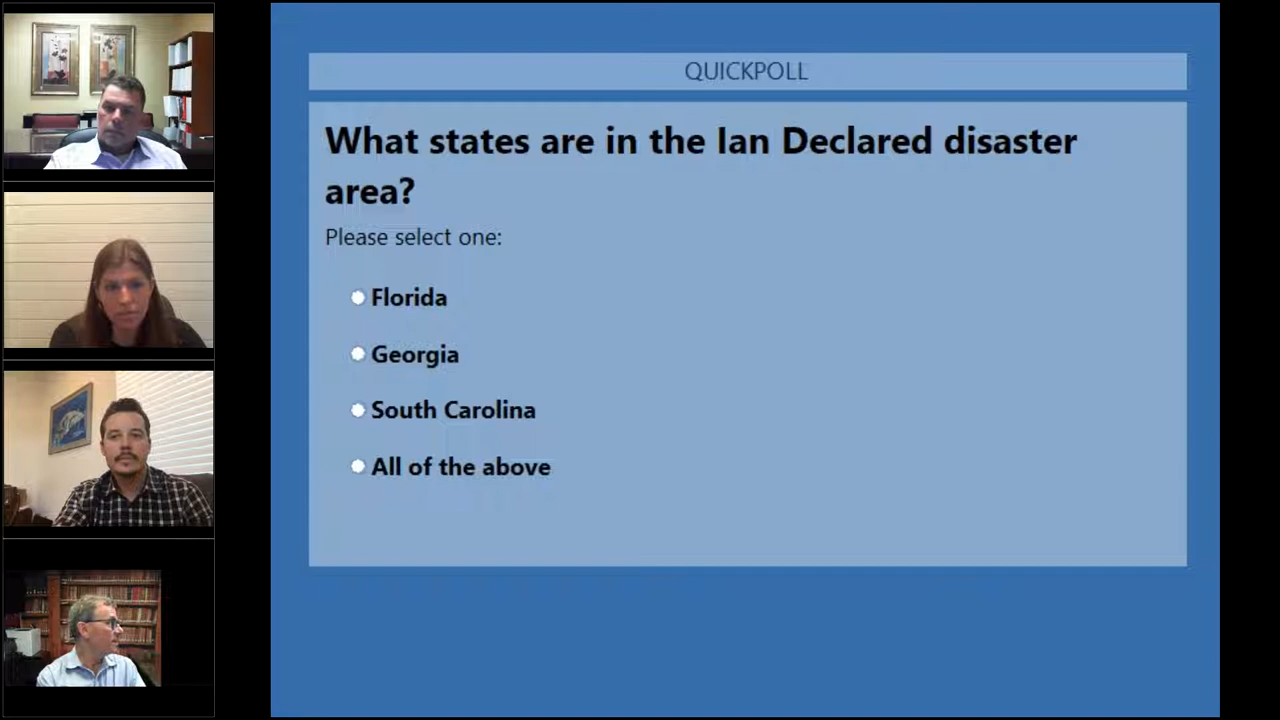 QUICKPOLL
What states are in the Ian Declared disaster
area?
Please select one:
Florida
Georgia
South Carolina
All of the above